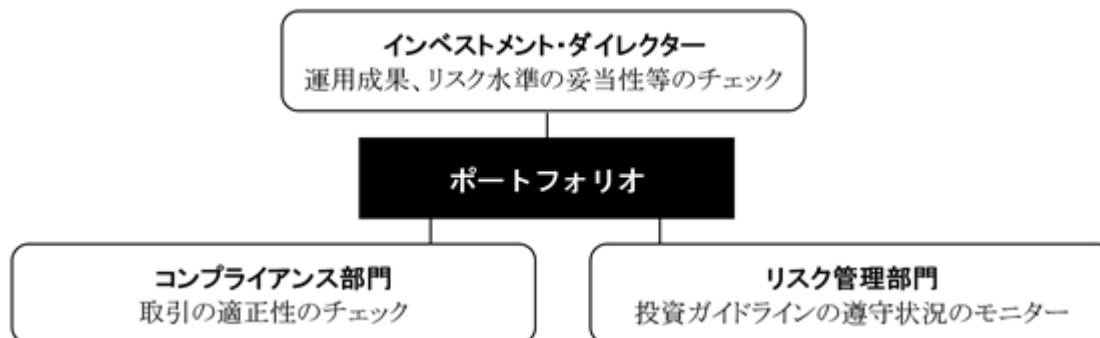 インベストメント・ダイレクター
運用成果、リスク水準の妥当性等のチェック
ポートフォリオ
コンプライアンス部門
取引の適正性のチェック
リスク管理部門
投資ガイドラインの遵守状況のモニター